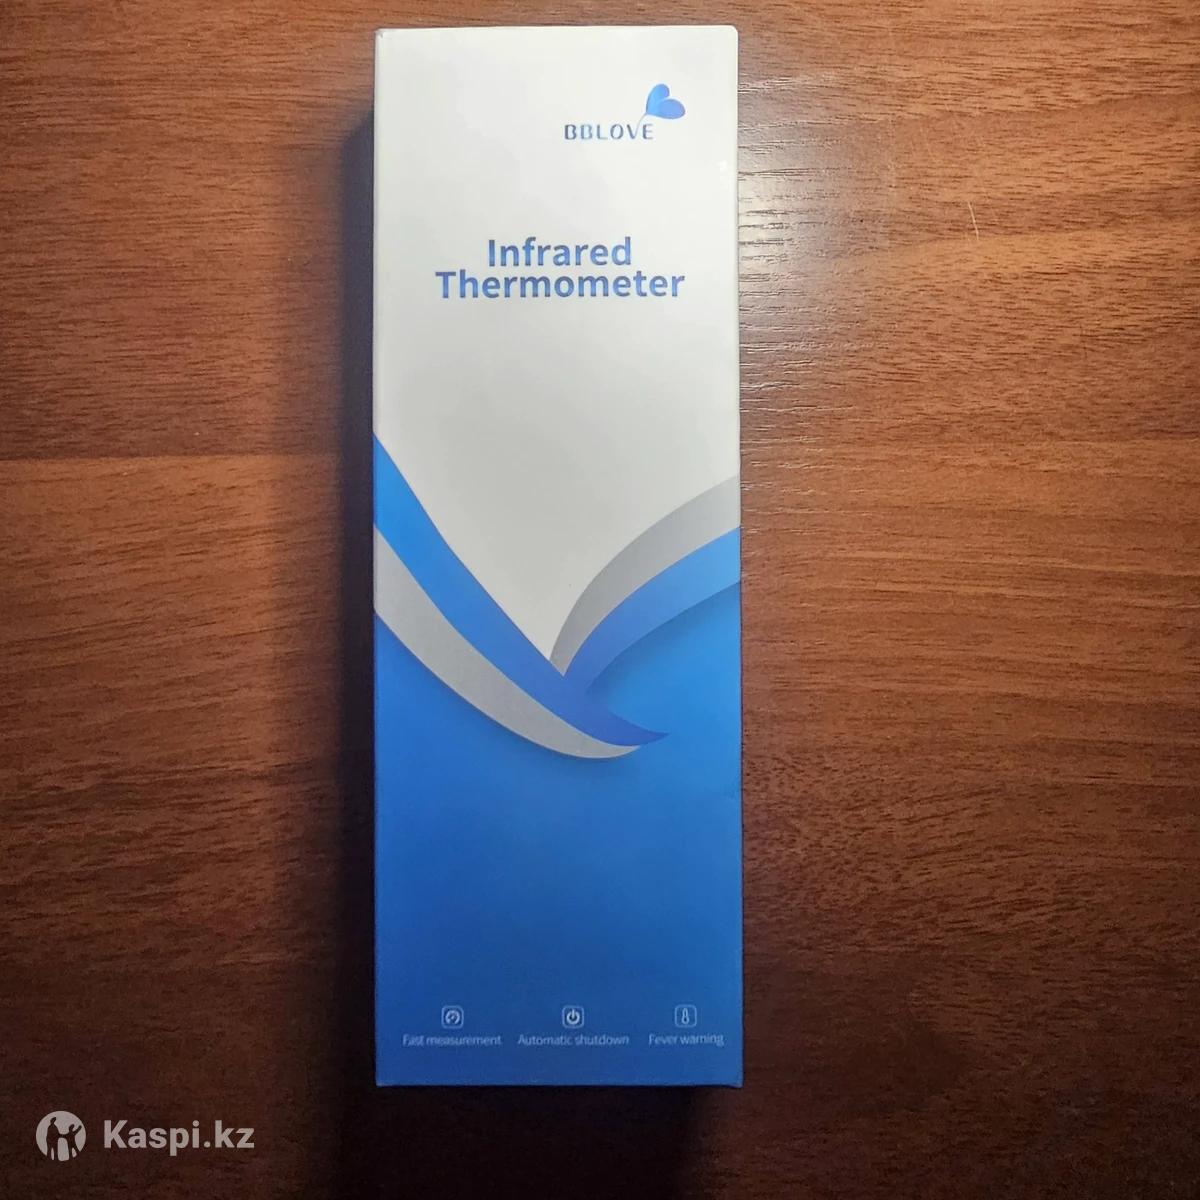 BBLOVE
Infrared
Thermometer
Fast measurement
Automatic shutdown
Fever warning
Kaspi.kz